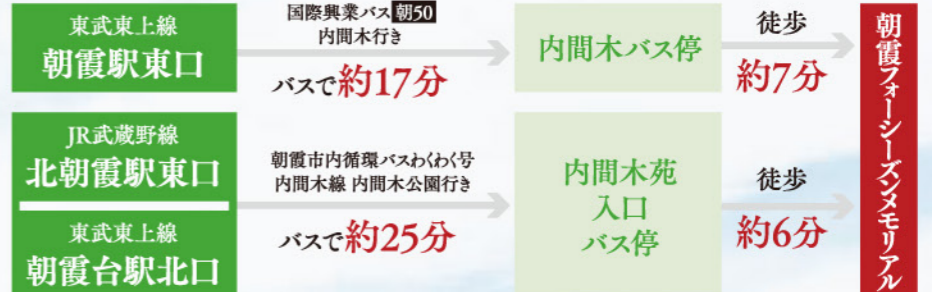 東武東上線
朝霞駅東口
国際興業バス 朝50
内間木行き
バスで約17分
内間木バス停
徒歩
約7分
JR武蔵野線
北朝霞駅東口
東武東上線
朝霞台駅北口
朝霞市内循環バスわくわく号
内間木線 内間木公園行き
バスで約25分
内間木苑
入口
バス停
徒歩
約6分
朝霞フォーシーズンメモリアル